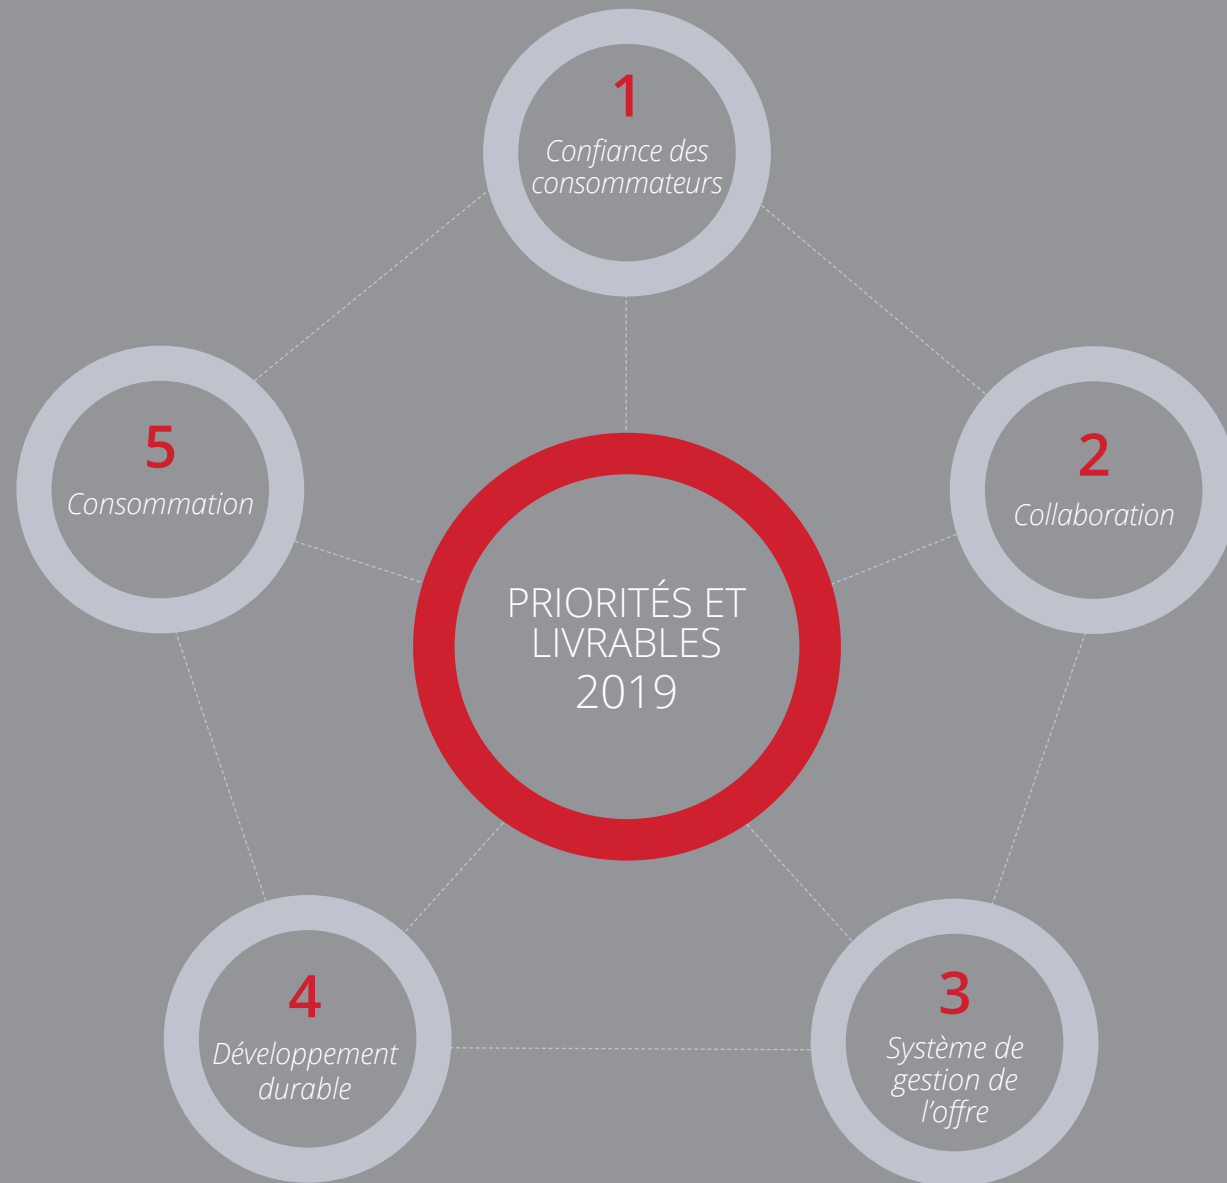 1
Confiance des
consommateurs
5
Consommation
2
Collaboration
PRIORITÉS ET
LIVRABLES
2019
4
Développement
durable
3
Système de
gestion de
l’offre